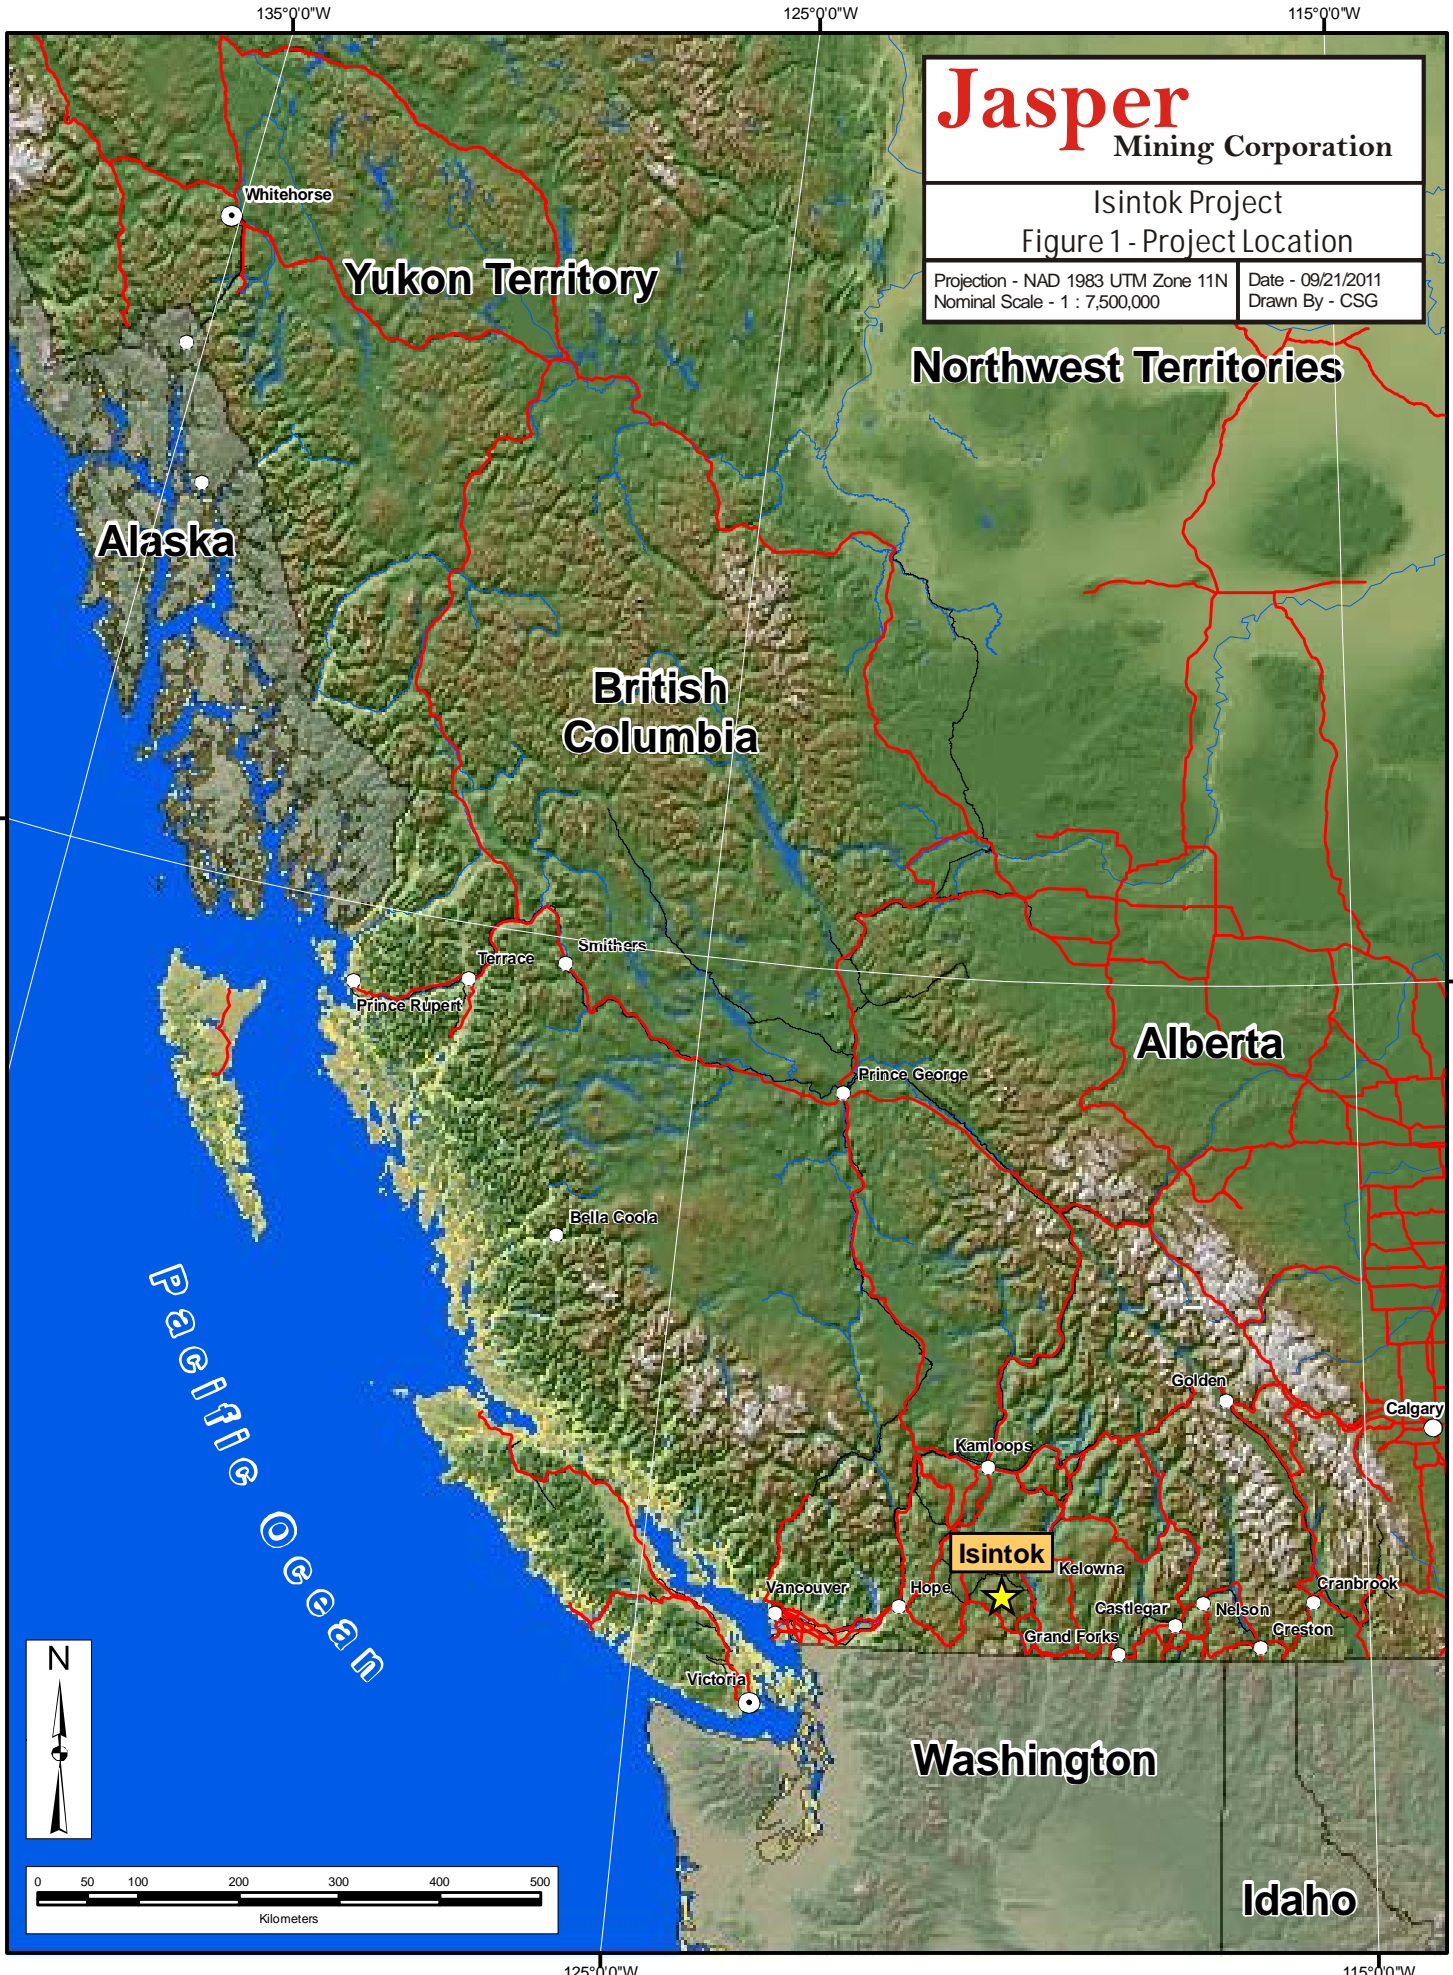 135°0'0"W
125°0'0"W
115°0'0"W
Jasper
Mining Corporation
Isintok Project
Figure 1 - Project Location
Projection - NAD 1983 UTM Zone 11N
Nominal Scale - 1 : 7,500,000
Date - 09/21/2011
Drawn By - CSG
Whitehorse
Yukon Territory
Northwest Territories
Alaska
British
Columbia
Smithers
Terrace
Prince Rupert
Alberta
Prince George
Bella Coola
Pacific Ocean
Golden
Calgary
Kamloops
Isintok
Kelowna
Vancouver
Hope
Cranbrook
Castlegar
Nelson
Grand Forks
Creston
Victoria
N
Washington
Idaho
0 50 100 200 300 400 500
Kilometers
125°0'0"W
115°0'0"W